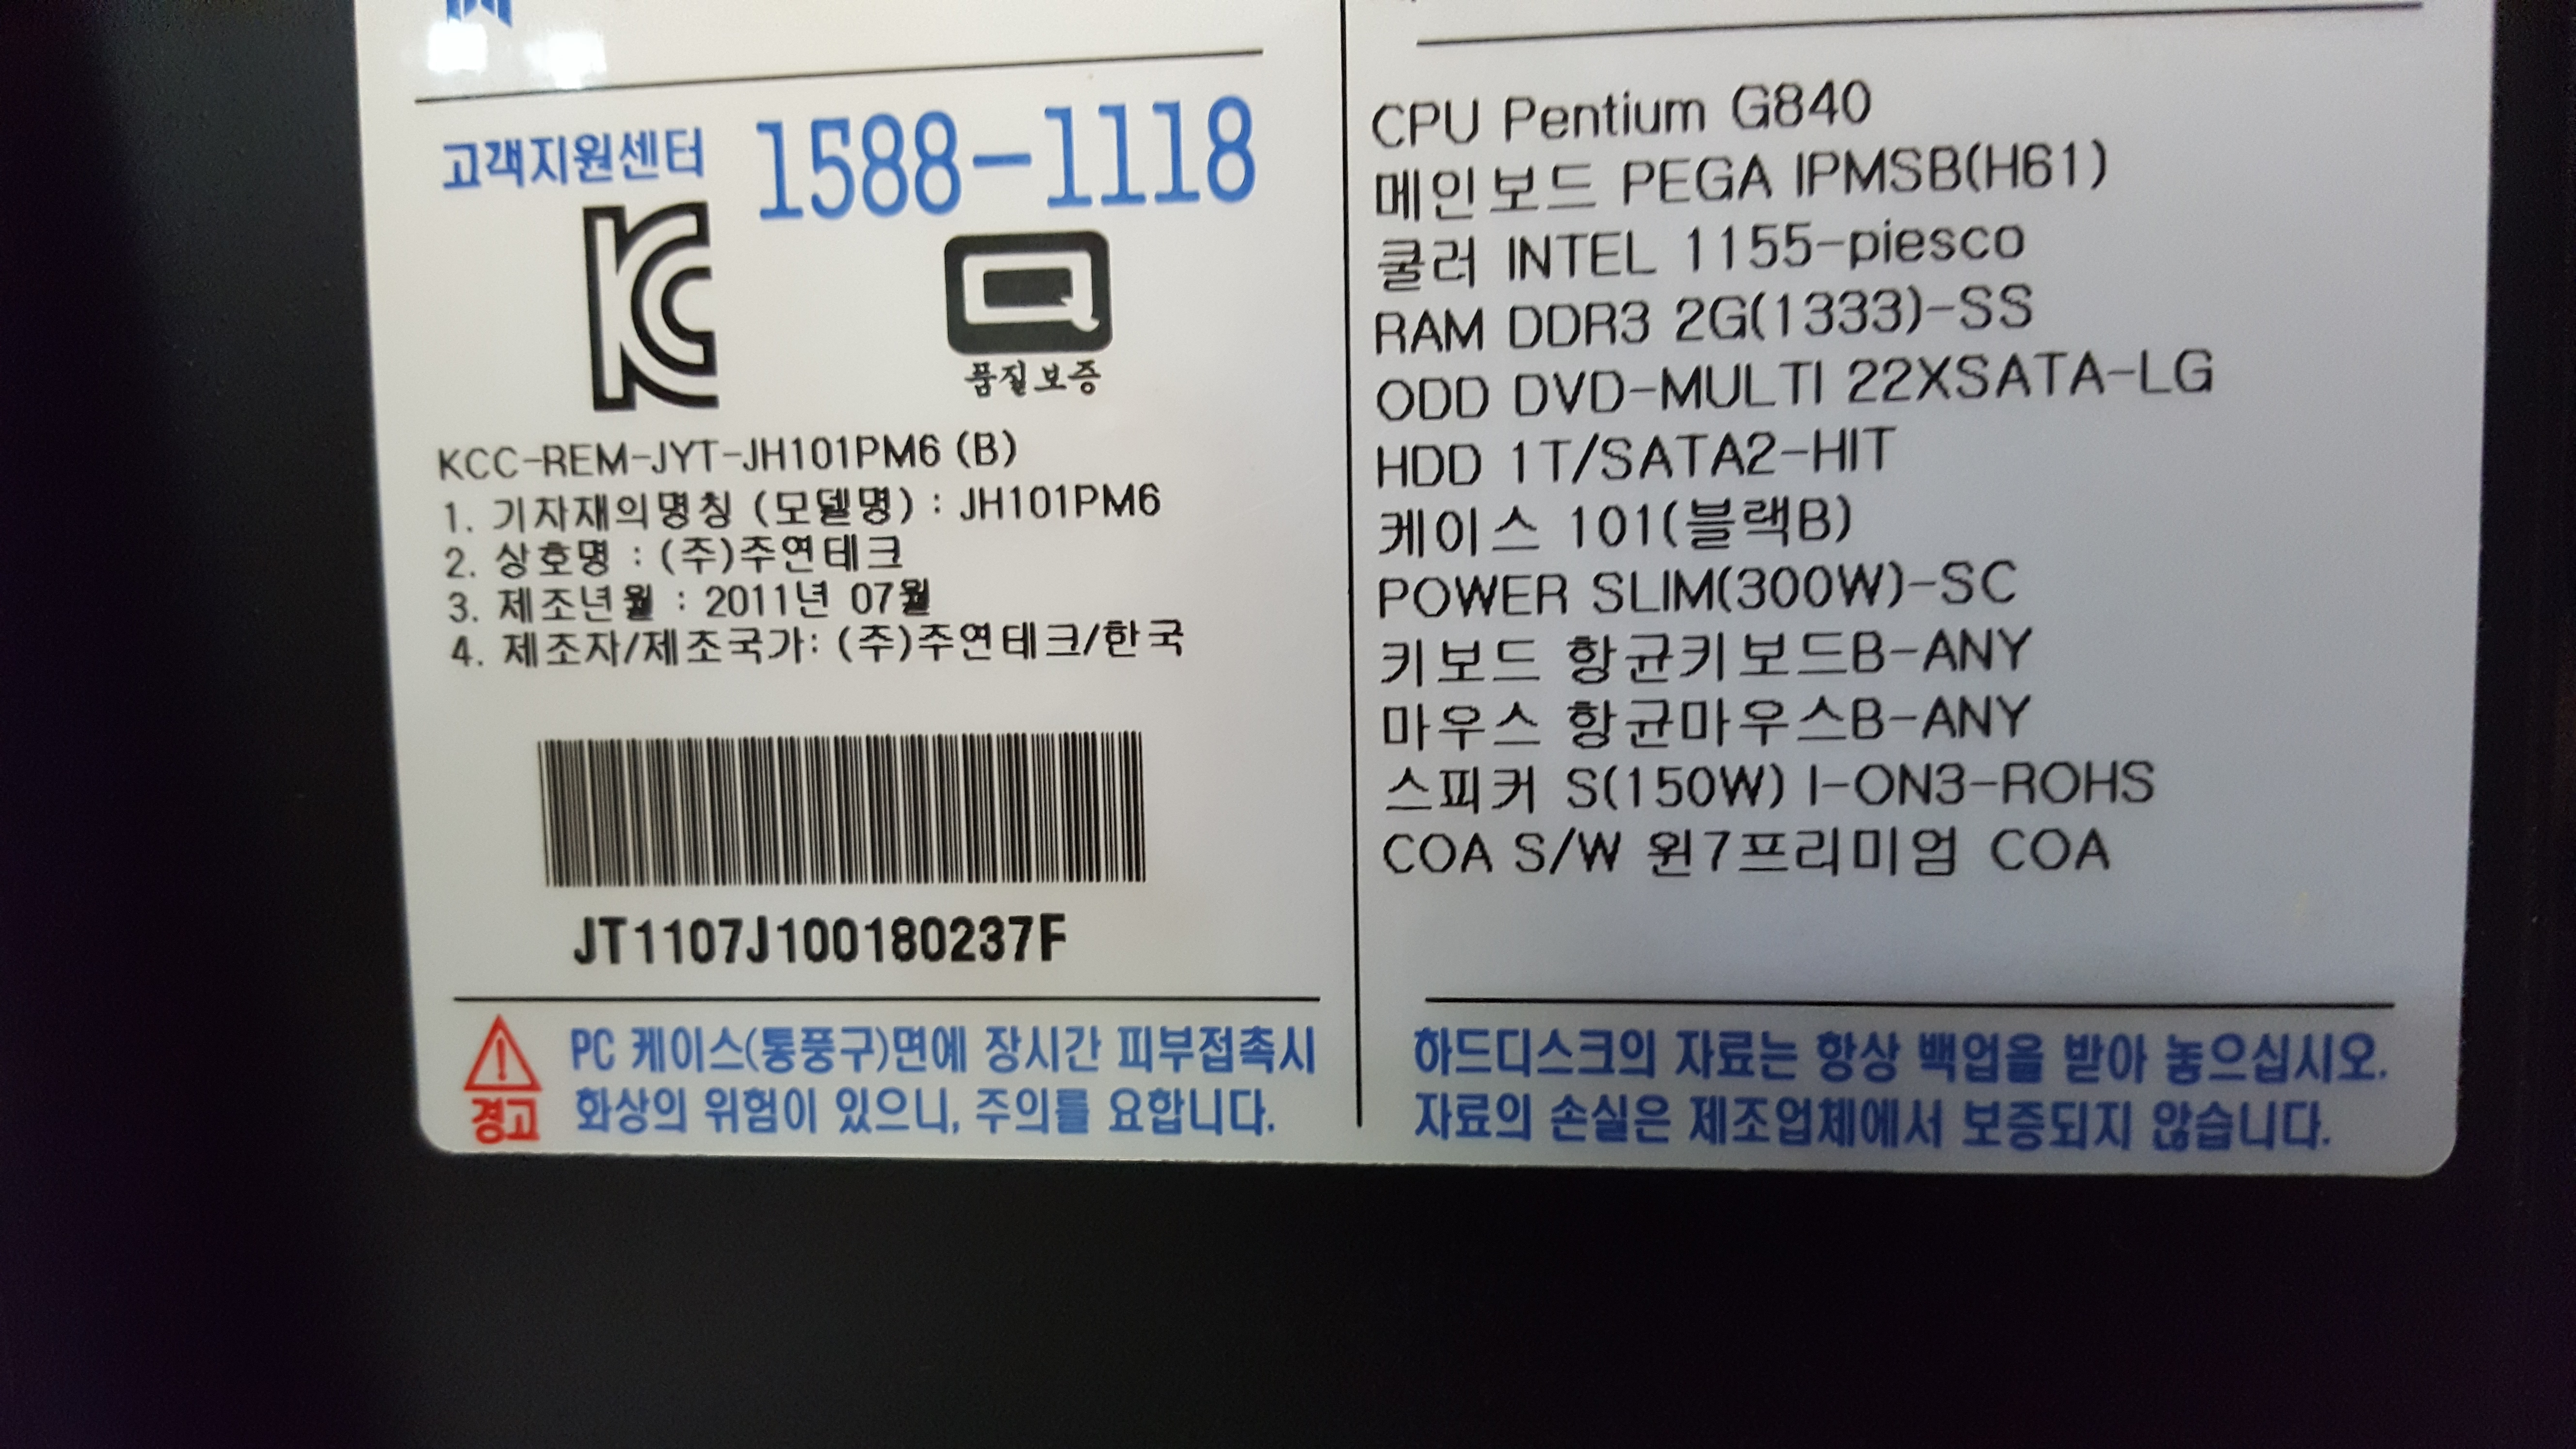 고객지원센터 1588-1118
품질보증
KCC-REM-JYT-JH101PM6 (B)
1. 기자재의명칭 (모델명) : JH101PM6
2. 상호명 : (주)주연테크
3. 제조년월 : 2011년 07월
4. 제조자/제조국가: (주)주연테크/한국
JT1107J100180237F
경고
PC 케이스(통풍구)면에 장시간 피부접촉시
화상의 위험이 있으니, 주의를 요합니다.
CPU Pentium G840
메인보드 PEGA IPMSB(H61)
쿨러 INTEL 1155-piesco
RAM DDR3 2G(1333)-SS
ODD DVD-MULTI 22XSATA-LG
HDD 1T/SATA2-HIT
케이스 101(블랙B)
POWER SLIM(300W)-SC
키보드 항균키보드B-ANY
마우스 항균마우스B-ANY
스피커 S(150W) I-ON3-ROHS
COA S/W 윈7프리미엄 COA
하드디스크의 자료는 항상 백업을 받아 놓으십시오.
자료의 손실은 제조업체에서 보증되지 않습니다.